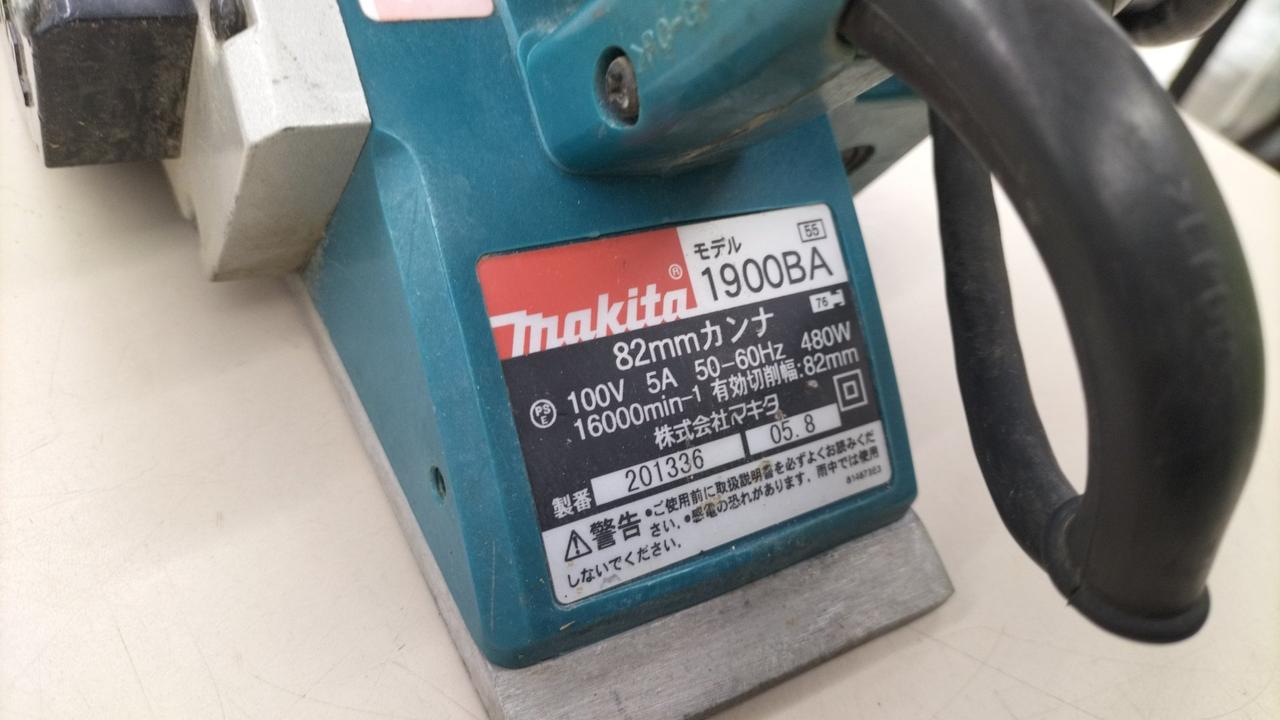 モデル 55
makita® 1900BA
76
82mmカンナ
PSE 100V 5A 50-60Hz 480W
16000min-1 有効切削幅:82mm
株式会社マキタ
製番 201336 05.8
警告 •ご使用前に取扱説明書を必ずよくお読みくだ
さい。•感電の恐れがあります。雨中では使用
しないでください。